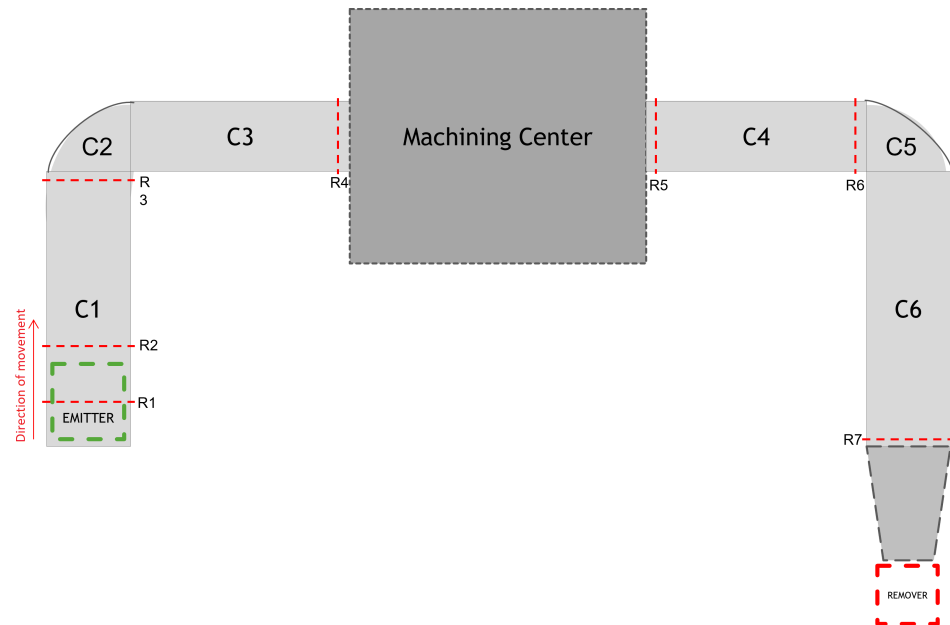 Machining Center
C2
C3
C4
C5
R
3
R4
R5
R6
C1
C6
Direction of movement
R2
R1
EMITTER
R7
REMOVER